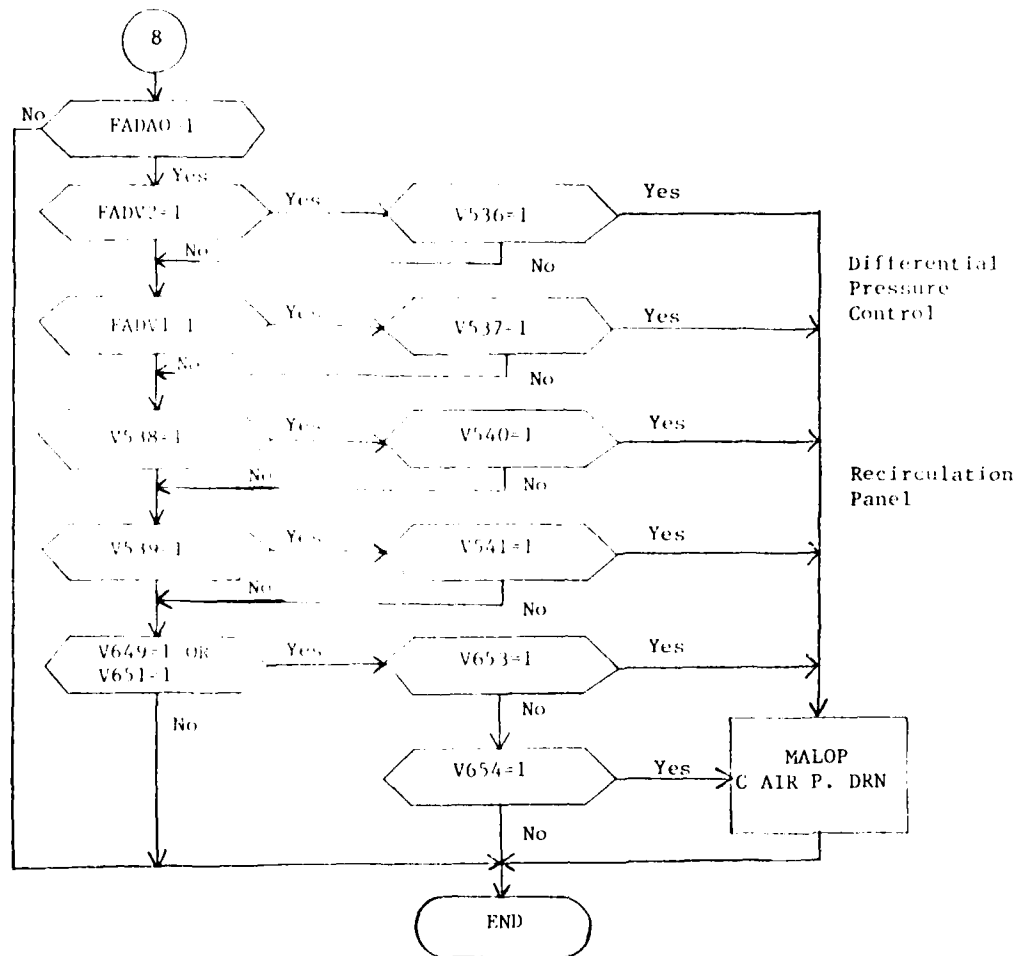 8
No
FADAO=1
Yes
FADV2=1
Yes
V536=1
Yes
No
No
Differential
Pressure
Control
FADV1=1
Yes
V537=1
Yes
No
No
V538=1
Yes
V540=1
Yes
No
No
Recirculation
Panel
V539=1
Yes
V541=1
Yes
No
No
V649=1 OR
V651=1
Yes
V653=1
Yes
No
No
V654=1
Yes
MALOP
C AIR P. DRN
No
END